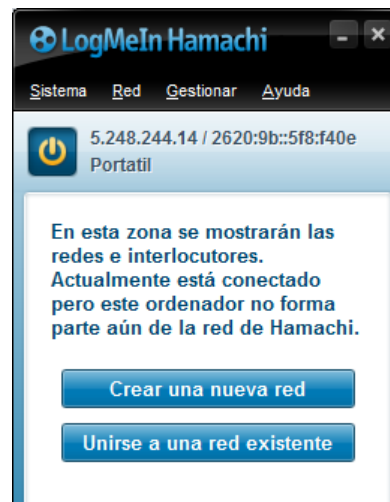 LogMeIn Hamachi
Sistema Red Gestionar Ayuda
5.248.244.14 / 2620:9b::5f8:f40e
Portatil
En esta zona se mostrarán las
redes e interlocutores.
Actualmente está conectado
pero este ordenador no forma
parte aún de la red de Hamachi.
Crear una nueva red
Unirse a una red existente